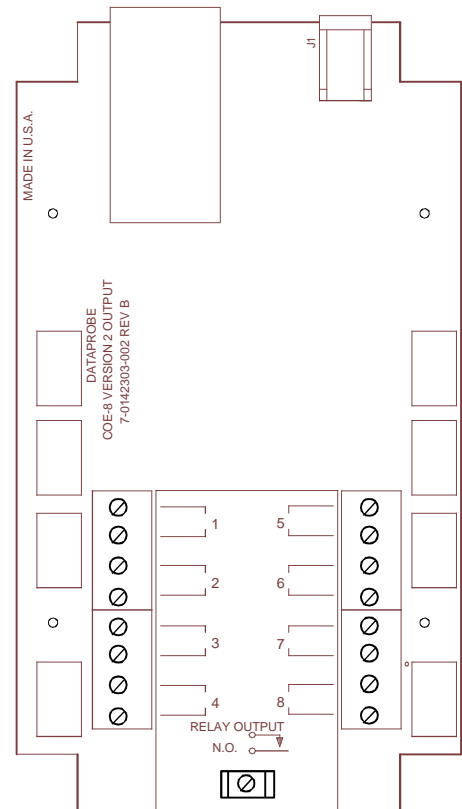 J1
MADE IN U.S.A.
DATAPROBE
COE-8 VERSION 2 OUTPUT
7-0142303-002 REV B
1 5
2 6
3 7
4 8
RELAY OUTPUT
N.O.